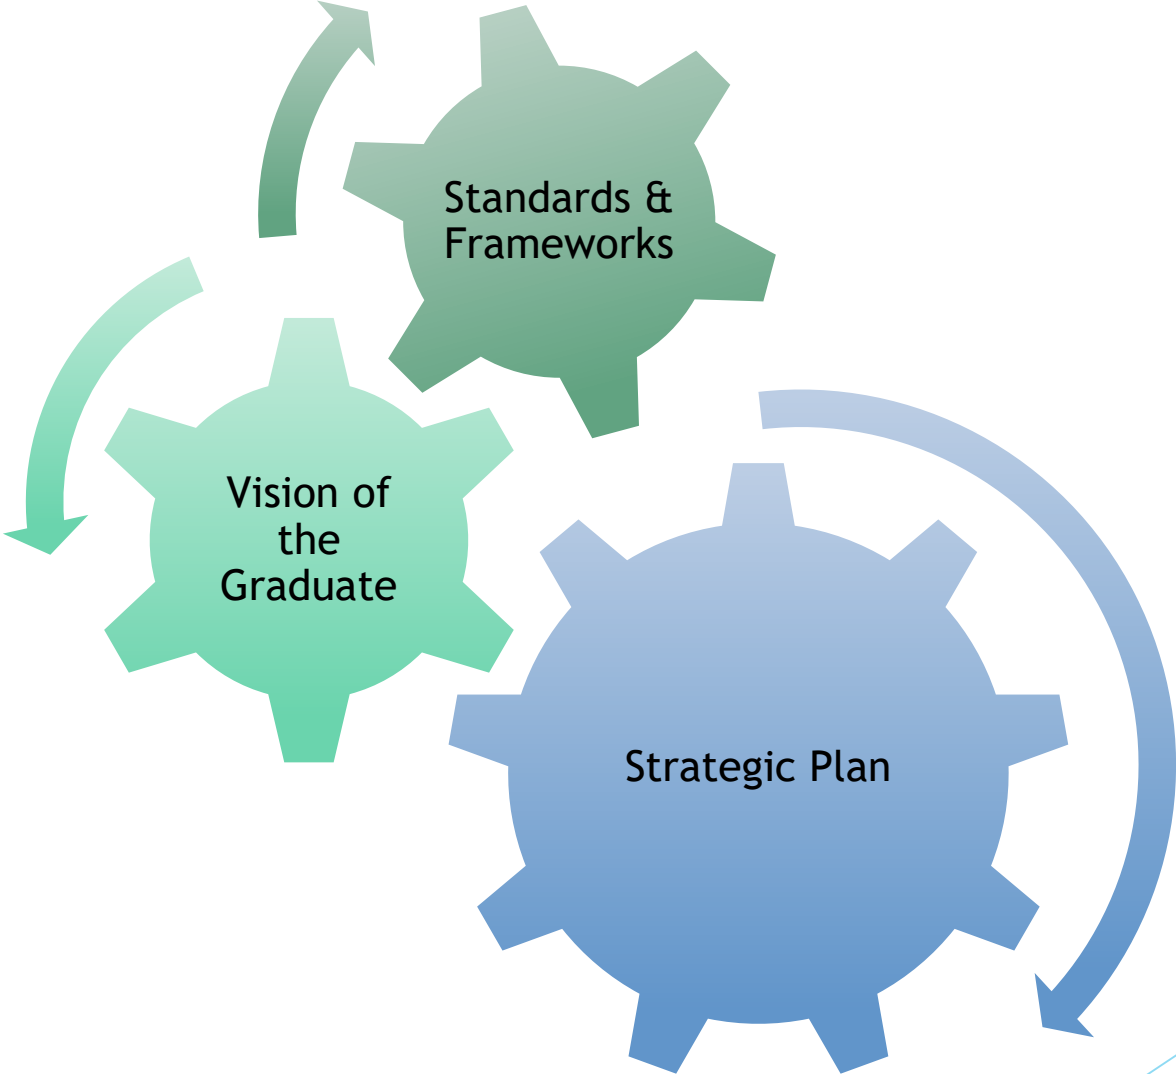 Standards &
Frameworks
Vision of
the
Graduate
Strategic Plan